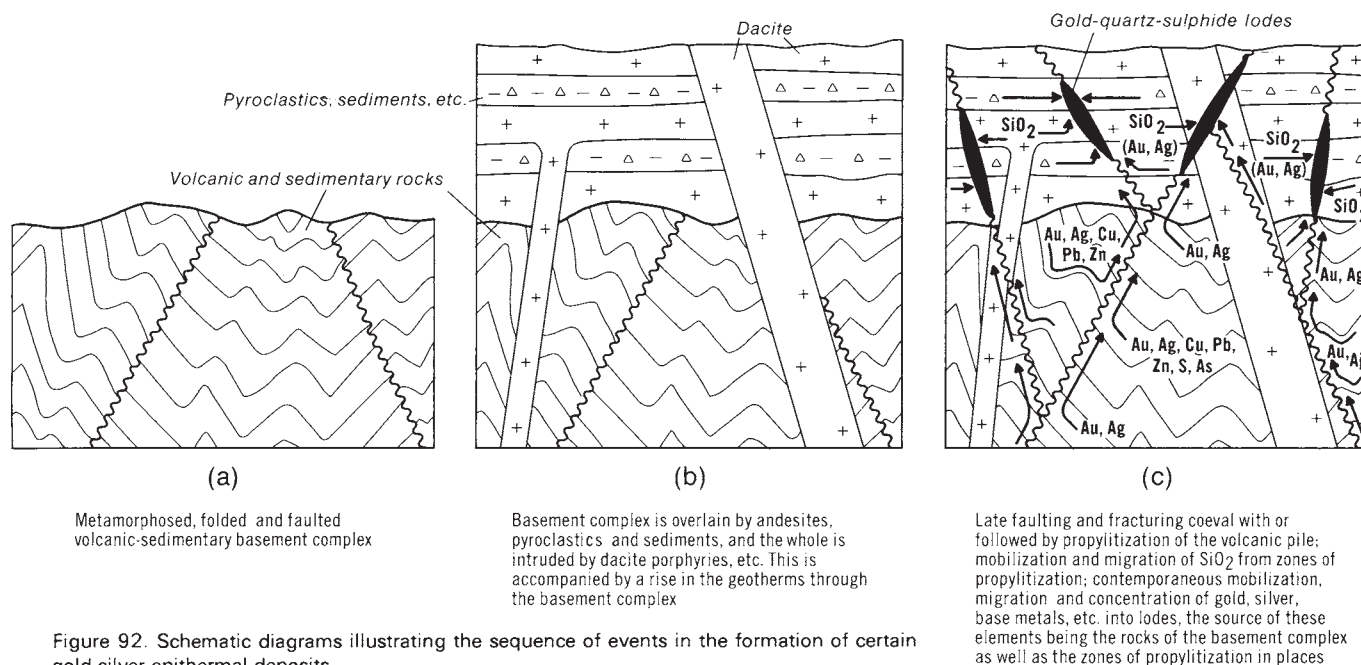 Dacite
Pyroclastics, sediments, etc.
Volcanic and sedimentary rocks
Gold-quartz-sulphide lodes
SiO2
SiO2
(Au, Ag)
SiO2
(Au, Ag)
SiO
Au, Ag, Cu,
Pb, Zn
Au, Ag
Au, Ag
Au, Ag, Cu, Pb,
Zn, S, As
Au, A
Au, Ag
(a)
(b)
(c)
Metamorphosed, folded and faulted
volcanic-sedimentary basement complex
Basement complex is overlain by andesites,
pyroclastics and sediments, and the whole is
intruded by dacite porphyries, etc. This is
accompanied by a rise in the geotherms through
the basement complex
Late faulting and fracturing coeval with or
followed by propylitization of the volcanic pile;
mobilization and migration of SiO2 from zones of
propylitization; contemporaneous mobilization,
migration and concentration of gold, silver,
base metals, etc. into lodes, the source of these
elements being the rocks of the basement complex
as well as the zones of propylitization in places
Figure 92. Schematic diagrams illustrating the sequence of events in the formation of certain
gold-silver epithermal deposits